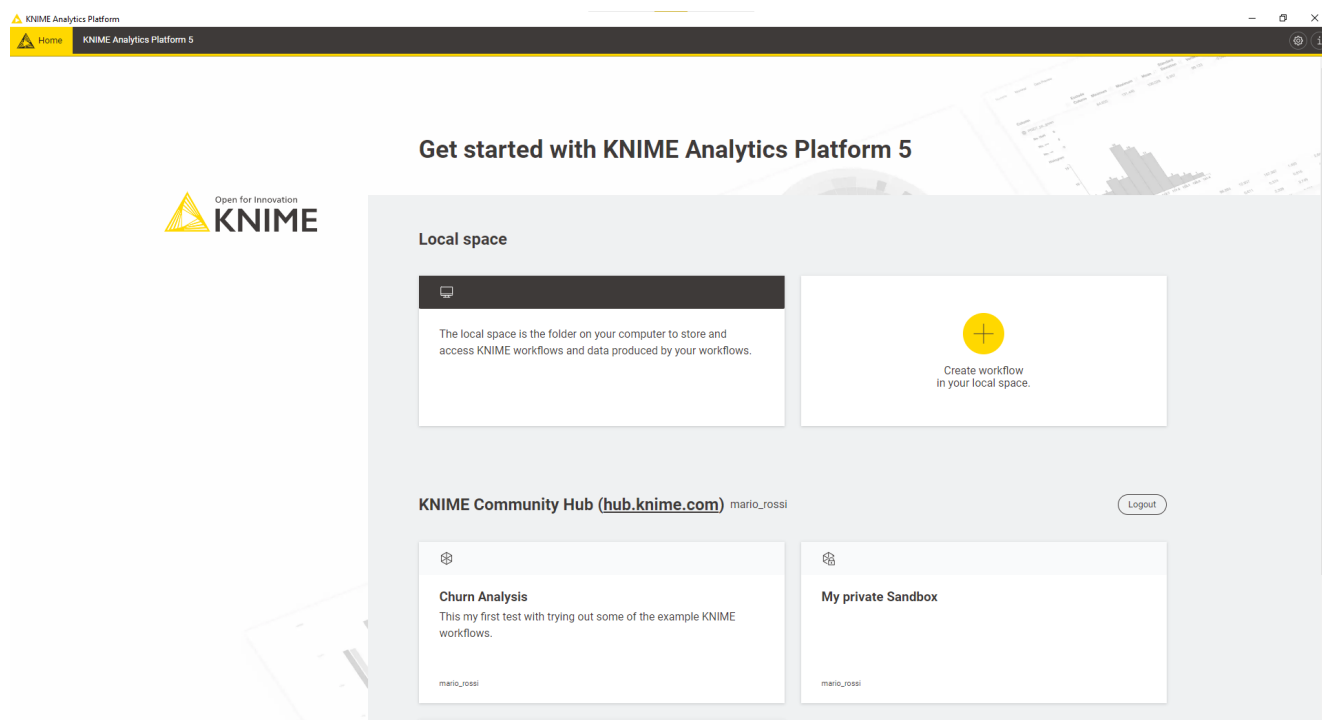 KNIME Analytics Platform
Home
KNIME Analytics Platform 5
Get started with KNIME Analytics Platform 5
Open for Innovation
KNIME
Local space
The local space is the folder on your computer to store and
access KNIME workflows and data produced by your workflows.
Create workflow
in your local space.
KNIME Community Hub (hub.knime.com) mario_rossi
Logout
Churn Analysis
This my first test with trying out some of the example KNIME
workflows.
mario_rossi
My private Sandbox
mario_rossi